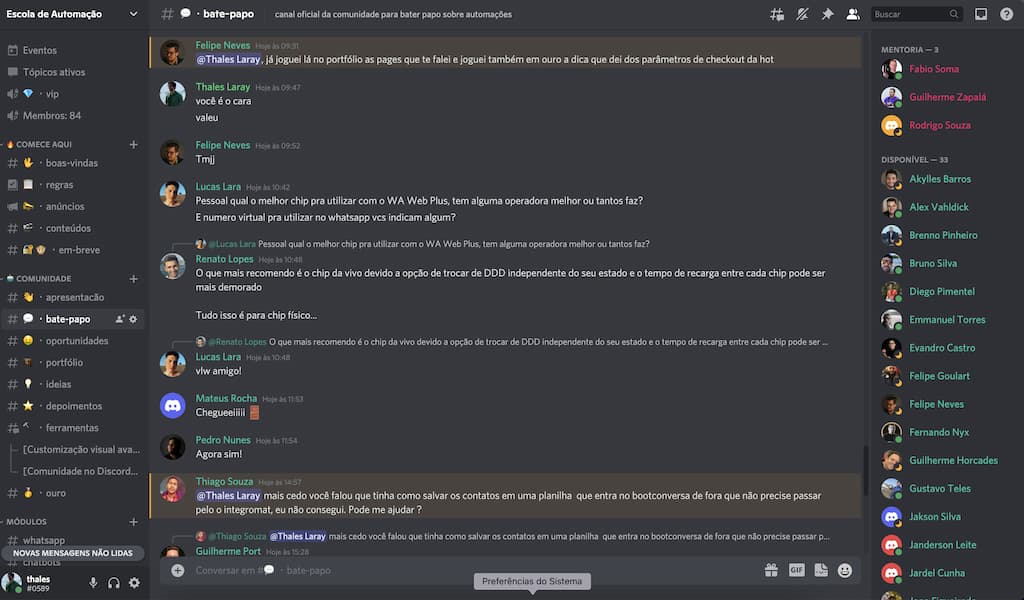 Escola de Automação
Eventos
Tópicos ativos
vip
Membros: 84
COMECE AQUI
boas-vindas
regras
anúncios
conteúdos
em-breve
COMUNIDADE
apresentação
bate-papo
oportunidades
portfólio
ideias
depoimentos
ferramentas
[Customização visual ava...
[Comunidade no Discord...
ouro
MÓDULOS
whatsapp
NOVAS MENSAGENS NÃO LIDAS
chatbots
thales
#0589
bate-papo
canal oficial da comunidade para bater papo sobre automações
Buscar
Felipe Neves Hoje às 09:31
@Thales Laray, já joguei lá no portfólio as pages que te falei e joguei também em ouro a dica que dei dos parâmetros de checkout da hot
Thales Laray Hoje às 09:47
você é o cara
valeu
Felipe Neves Hoje às 09:52
Tmjj
Lucas Lara Hoje às 10:42
Pessoal qual o melhor chip pra utilizar com o WA Web Plus, tem alguma operadora melhor ou tantos faz?
E numero virtual pra utilizar no whatsapp vcs indicam algum?
@Lucas Lara Pessoal qual o melhor chip pra utilizar com o WA Web Plus, tem alguma operadora melhor ou tantos faz?
Renato Lopes Hoje às 10:48
O que mais recomendo é o chip da vivo devido a opção de trocar de DDD independente do seu estado e o tempo de recarga entre cada chip pode ser
mais demorado
Tudo isso é para chip físico...
@Renato Lopes O que mais recomendo é o chip da vivo devido a opção de trocar de DDD independente do seu estado e o tempo de recarga entre cada chip pode ser ...
Lucas Lara Hoje às 10:48
vlw amigo!
Mateus Rocha Hoje às 11:53
Chegueeiiiii
Pedro Nunes Hoje às 11:54
Agora sim!
Thiago Souza Hoje às 14:57
@Thales Laray mais cedo você falou que tinha como salvar os contatos em uma planilha que entra no bootconversa de fora que não precise passar
pelo o integromat, eu não consegui. Pode me ajudar ?
@Thiago Souza @Thales Laray mais cedo você falou que tinha como salvar os contatos em uma planilha que entra no bootconversa de fora que não precise passar p...
Guilherme Port Hoje às 15:28
Conversar em # · bate-papo
GIF
Preferências do Sistema
MENTORIA — 3
Fabio Soma
Guilherme Zapalá
Rodrigo Souza
DISPONÍVEL — 33
Akylles Barros
Alex Vahldick
Brenno Pinheiro
Bruno Silva
Diego Pimentel
Emmanuel Torres
Evandro Castro
Felipe Goulart
Felipe Neves
Fernando Nyx
Guilherme Horcades
Gustavo Teles
Jakson Silva
Janderson Leite
Jardel Cunha